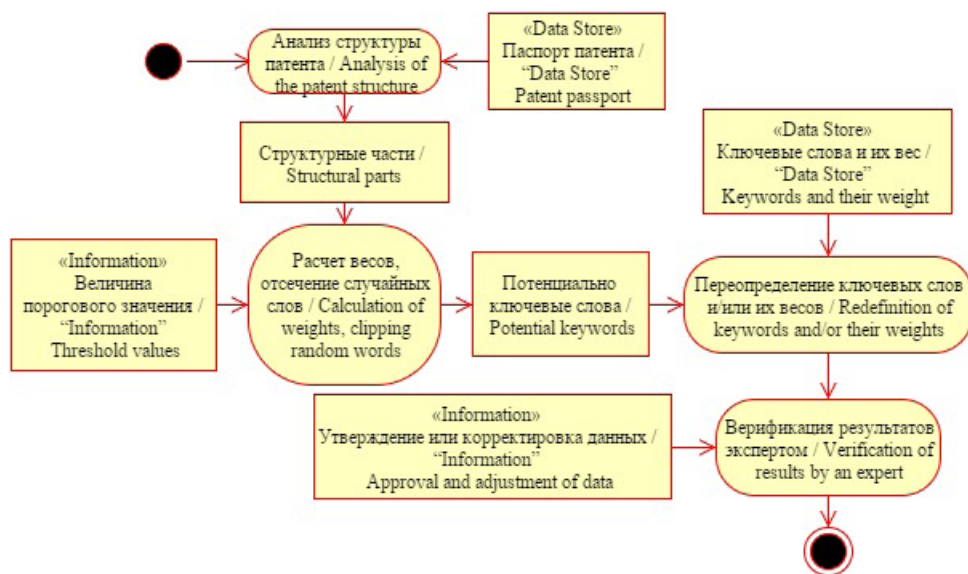 Анализ структуры
патента / Analysis of
the patent structure
«Data Store»
Паспорт патента /
“Data Store”
Patent passport
Структурные части /
Structural parts
«Data Store»
Ключевые слова и их вес /
“Data Store”
Keywords and their weight
«Information»
Величина
порогового значения /
“Information”
Threshold values
Расчет весов,
отсечение случайных
слов / Calculation of
weights, clipping
random words
Потенциально
ключевые слова /
Potential keywords
Переопределение ключевых слов
и/или их весов / Redefinition of
keywords and/or their weights
«Information»
Утверждение или корректировка данных /
“Information”
Approval and adjustment of data
Верификация результатов
экспертом / Verification of
results by an expert